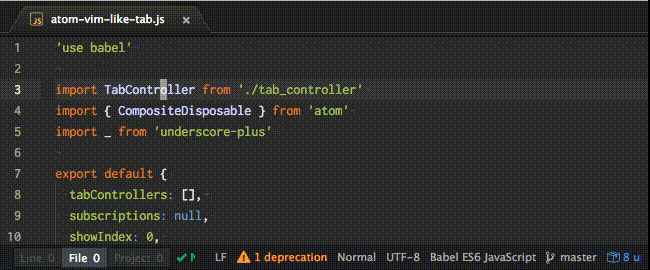 atom-vim-like-tab.js ×
1 'use babel'
2
3 import TabController from './tab_controller'
4 import { CompositeDisposable } from 'atom'
5 import _ from 'underscore-plus'
6
7 export default {
8 tabControllers: [],
9 subscriptions: null,
10 showIndex: 0,
Line 0 File 0 Project 0 LF 1 deprecation Normal UTF-8 Babel ES6 JavaScript master 8 u